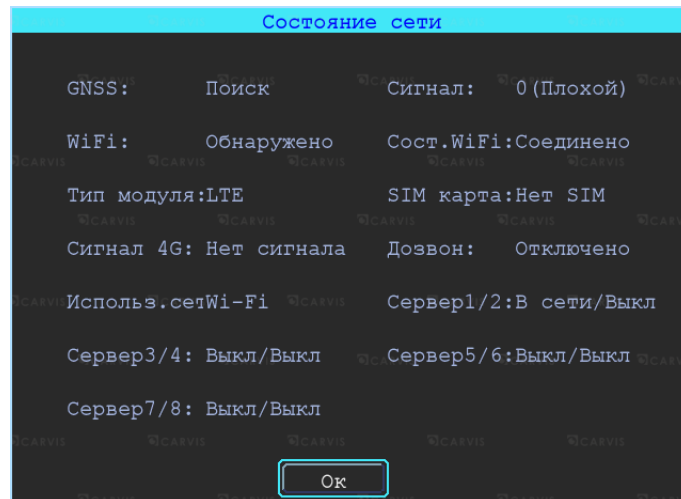 Состояние сети
GNSS: Поиск Сигнал: 0(Плохой)
WiFi: Обнаружено Сост.WiFi:Соединено
Тип модуля:LTE SIM карта:Нет SIM
Сигнал 4G: Нет сигнала Дозвон: Отключено
Использ.сетWi-Fi Сервер1/2:В сети/Выкл
Сервер3/4: Выкл/Выкл Сервер5/6:Выкл/Выкл
Сервер7/8: Выкл/Выкл
Ок
CARVIS